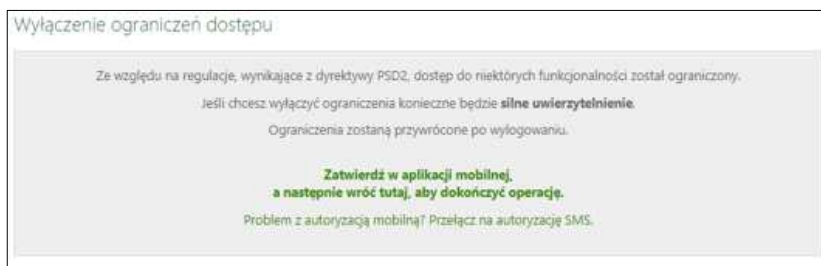 Wyłączenie ograniczeń dostępu
Ze względu na regulacje, wynikające z dyrektywy PSD2, dostęp do niektórych funkcjonalności został ograniczony.
Jeśli chcesz wyłączyć ograniczenia konieczne będzie silne uwierzytelnienie.
Ograniczenia zostaną przywrócone po wylogowaniu.
Zatwierdź w aplikacji mobilnej,
a następnie wróć tutaj, aby dokończyć operację.
Problem z autoryzacją mobilną? Przełącz na autoryzację SMS.